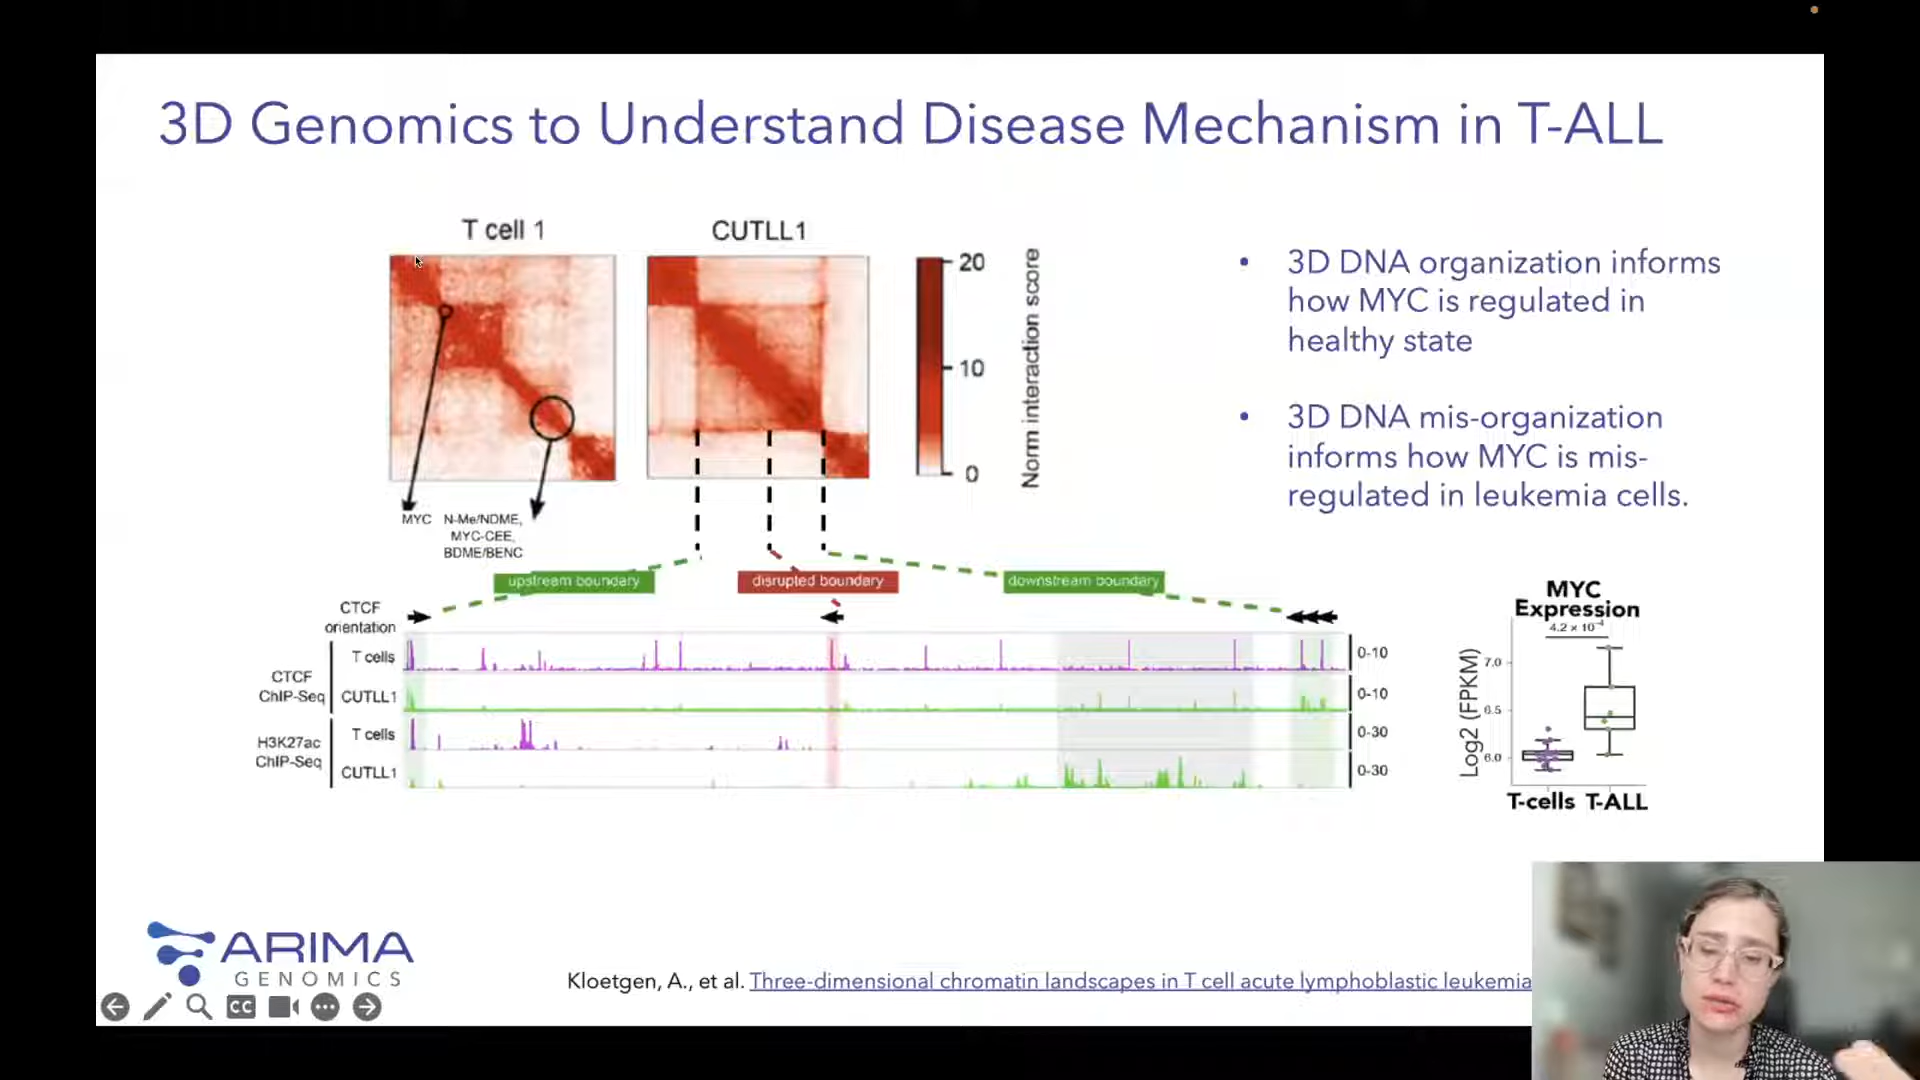 3D Genomics to Understand Disease Mechanism in T-ALL
T cell 1
CUTLL1
20
10
0
Norm interaction score
MYC
N-Me/NDME,
MYC-CEE,
BDME/BENC
• 3D DNA organization informs
how MYC is regulated in
healthy state
• 3D DNA mis-organization
informs how MYC is mis-
regulated in leukemia cells.
upstream boundary
disrupted boundary
downstream boundary
CTCF
orientation
CTCF
ChIP-Seq
T cells
0-10
CUTLL1
0-10
H3K27ac
ChIP-Seq
T cells
0-30
CUTLL1
0-30
MYC
Expression
4.2 × 10⁻⁴
Log2 (FPKM)
7.0
6.5
6.0
T-cells T-ALL
ARIMA
GENOMICS
Kloetgen, A., et al. Three-dimensional chromatin landscapes in T cell acute lymphoblastic leukemia
CC